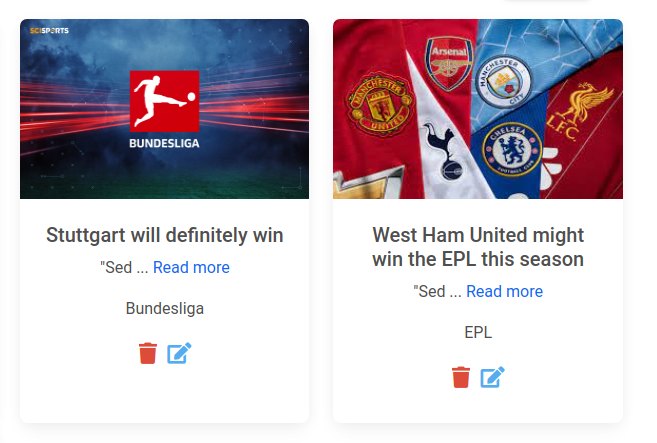 SCISPORTS
BUNDESLIGA
Stuttgart will definitely win
"Sed ... Read more
Bundesliga
Arsenal
MANCHESTER
UNITED
MANCHESTER
CITY
CHELSEA
FOOTBALL CLUB
L.F.C.
West Ham United might
win the EPL this season
"Sed ... Read more
EPL